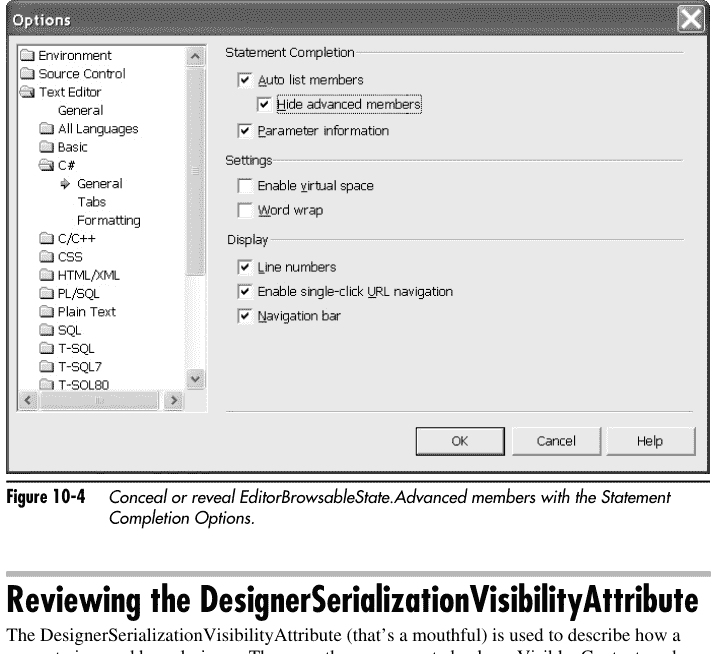 Options
Environment
Source Control
Text Editor
General
All Languages
Basic
C#
General
Tabs
Formatting
C/C++
CSS
HTML/XML
PL/SQL
Plain Text
SQL
T-SQL
T-SQL7
T-SQL80
Statement Completion
Auto list members
Hide advanced members
Parameter information
Settings
Enable virtual space
Word wrap
Display
Line numbers
Enable single-click URL navigation
Navigation bar
OK
Cancel
Help
Figure 10-4 Conceal or reveal EditorBrowsableState.Advanced members with the Statement
Completion Options.
Reviewing the DesignerSerializationVisibilityAttribute
The DesignerSerializationVisibilityAttribute (that's a mouthful) is used to describe how a